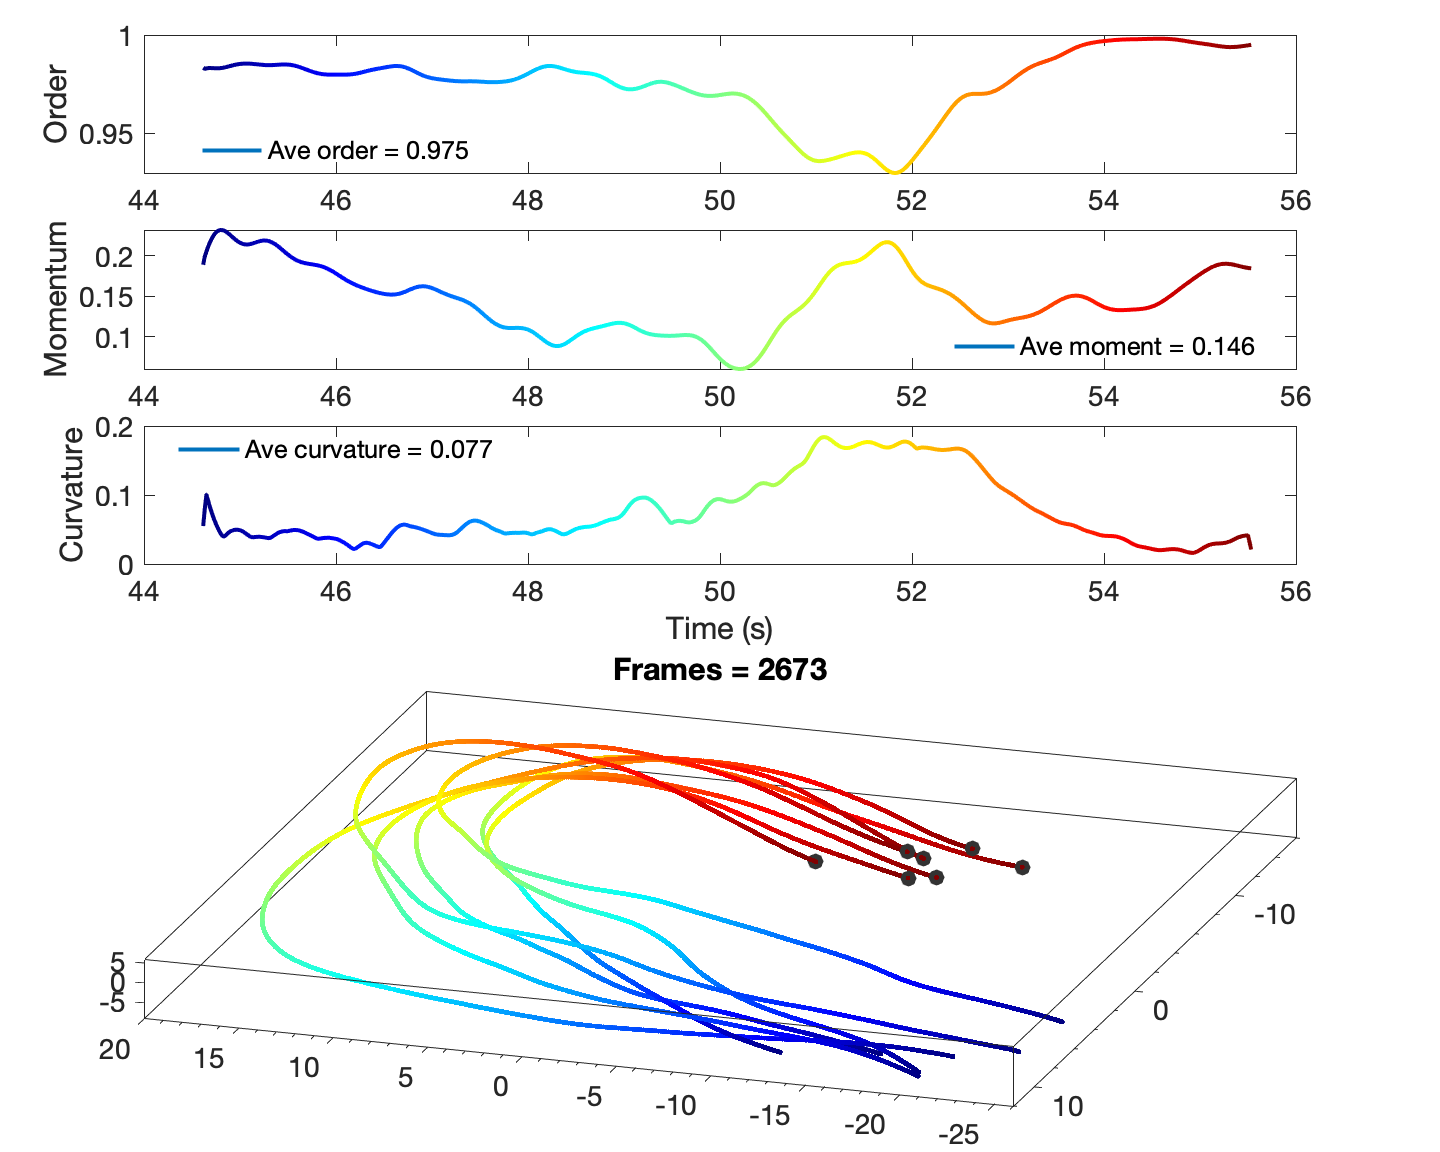 Order
1
0.95
Ave order = 0.975
44 46 48 50 52 54 56
Momentum
0.2
0.15
0.1
Ave moment = 0.146
44 46 48 50 52 54 56
Curvature
0.2
0.1
0
Ave curvature = 0.077
44 46 48 50 52 54 56
Time (s)
Frames = 2673
5
0
-5
20 15 10 5 0 -5 -10 -15 -20 -25
-10
0
10